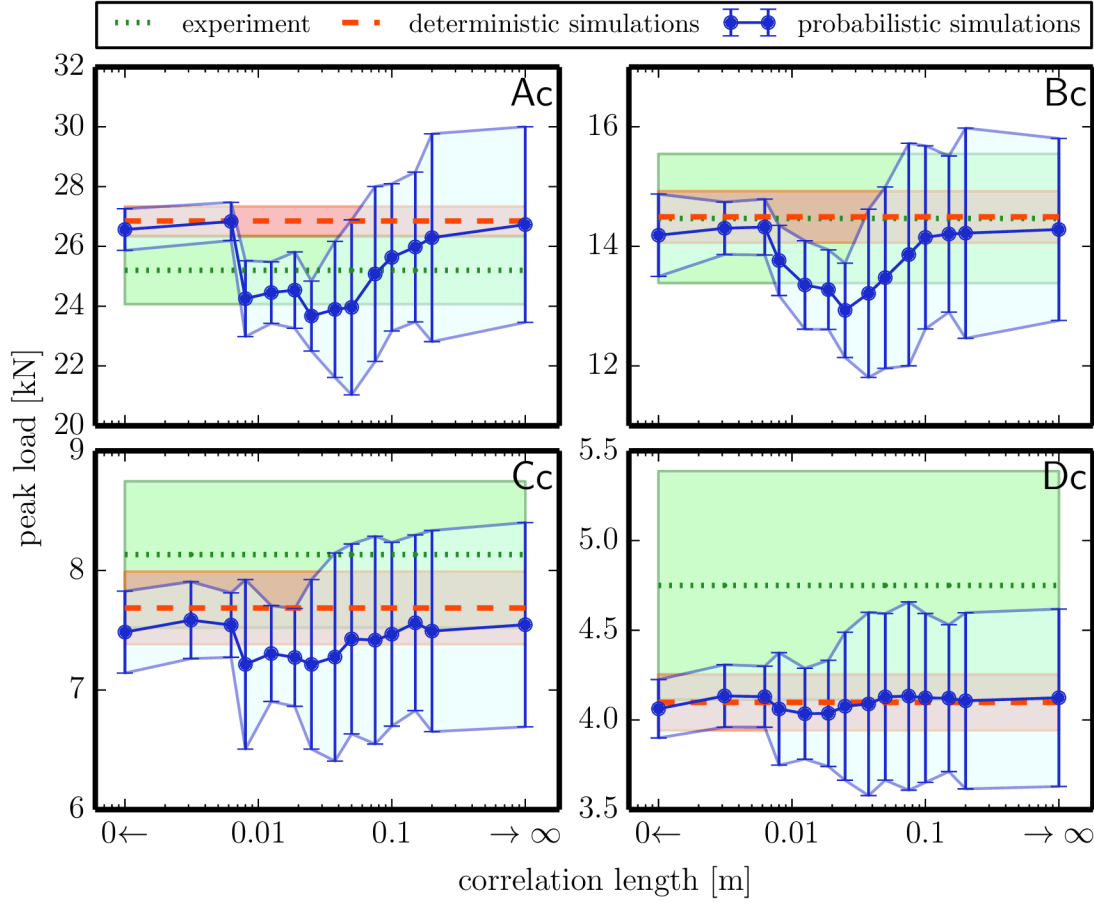 experiment deterministic simulations probabilistic simulations
32
30
28
26
24
22
20
Ac
16
14
12
Bc
peak load [kN]
9
8
7
6
Cc
0← 0.01 0.1 → ∞
5.5
5.0
4.5
4.0
3.5
Dc
0← 0.01 0.1 → ∞
correlation length [m]